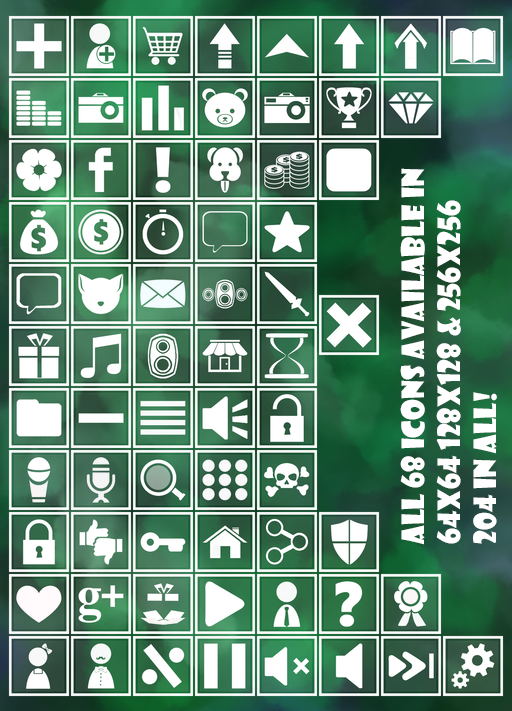 ALL 68 ICONS AVAILABLE IN
64X64 128X128 & 256X256
204 IN ALL!
f
!
$
$
g+
?